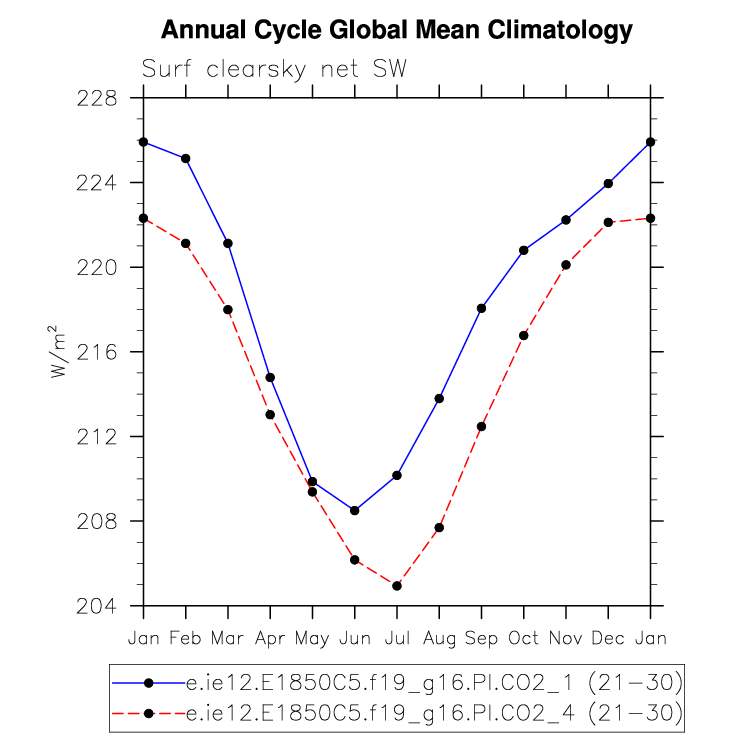 Annual Cycle Global Mean Climatology
Surf clearsky net SW
228
224
220
216
212
208
204
W/m²
Jan Feb Mar Apr May Jun Jul Aug Sep Oct Nov Dec Jan
e.ie12.E1850C5.f19_g16.PI.CO2_1 (21-30)
e.ie12.E1850C5.f19_g16.PI.CO2_4 (21-30)